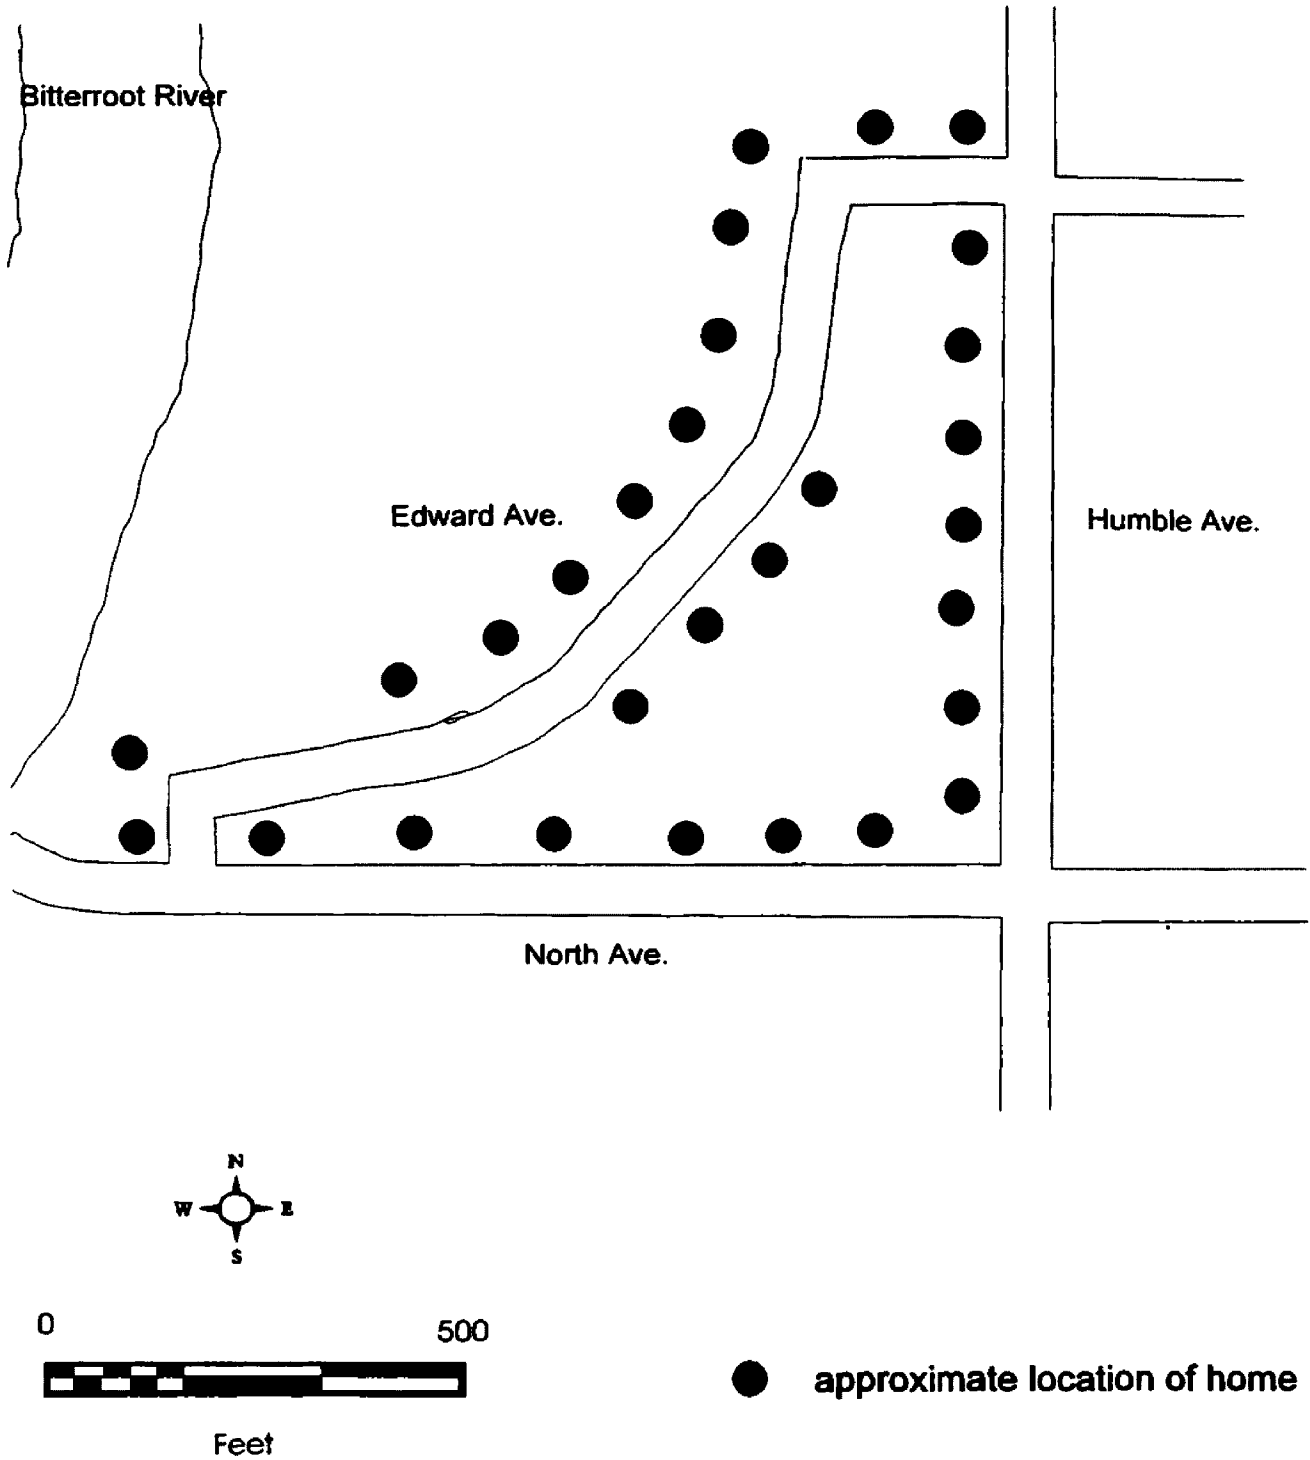 Bitterroot River
Edward Ave.
Humble Ave.
North Ave.
N
W E
S
0 500
Feet
approximate location of home